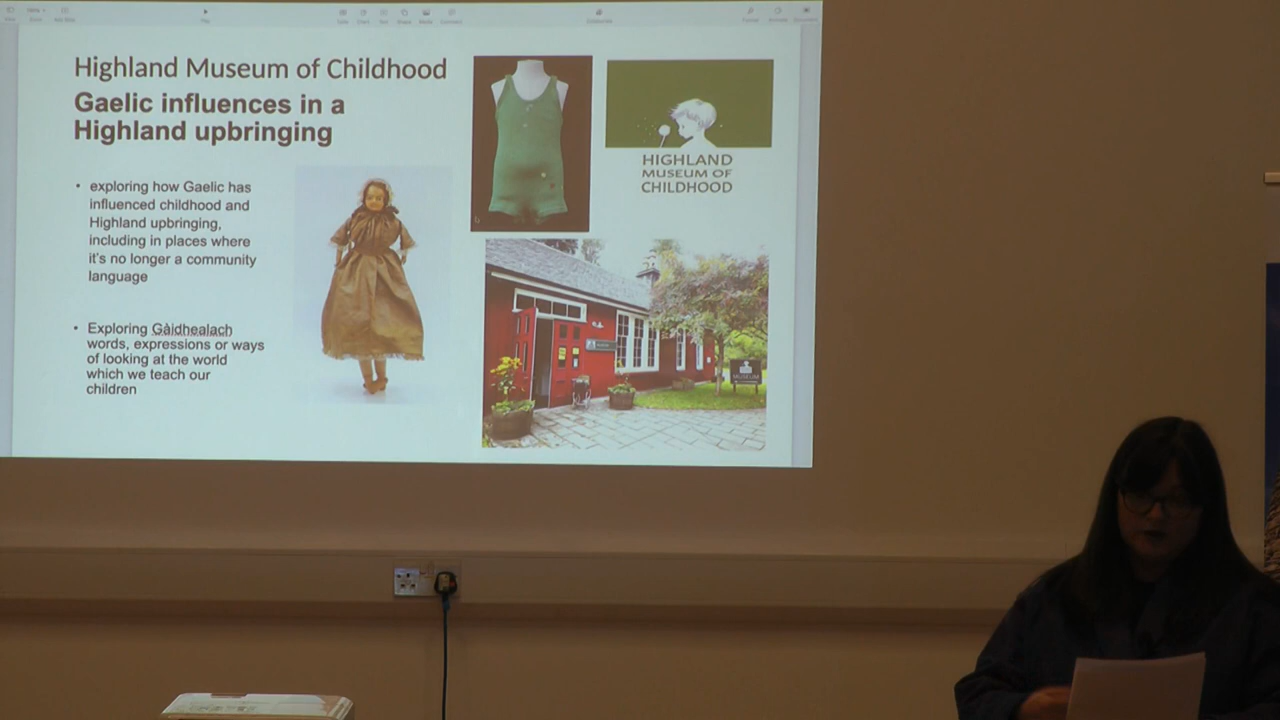 Highland Museum of Childhood
Gaelic influences in a
Highland upbringing
• exploring how Gaelic has
influenced childhood and
Highland upbringing,
including in places where
it's no longer a community
language
• Exploring Gàidhealach
words, expressions or ways
of looking at the world
which we teach our
children
HIGHLAND
MUSEUM OF
CHILDHOOD
MUSEUM